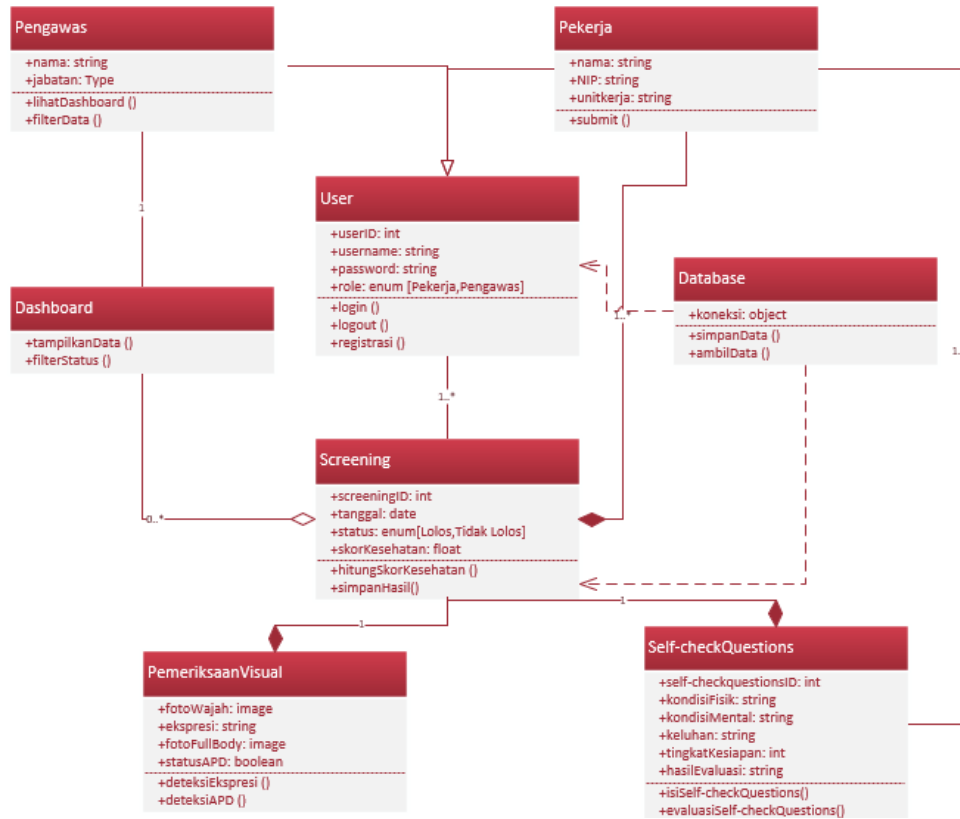 Pengawas
+nama: string
+jabatan: Type
+lihatDashboard ()
+filterData ()
Pekerja
+nama: string
+NIP: string
+unitkerja: string
+submit ()
1
User
+userID: int
+username: string
+password: string
+role: enum [Pekerja,Pengawas]
+login ()
+logout ()
+registrasi ()
Database
+koneksi: object
+simpanData ()
+ambilData ()
Dashboard
+tampilkanData ()
+filterStatus ()
1..*
1..
1..*
Screening
+screeningID: int
+tanggal: date
+status: enum[Lolos,Tidak Lolos]
+skorKesehatan: float
+hitungSkorKesehatan ()
+simpanHasil()
0..*
1
1
PemeriksaanVisual
+fotoWajah: image
+ekspresi: string
+fotoFullBody: image
+statusAPD: boolean
+deteksiEkspresi ()
+deteksiAPD ()
Self-checkQuestions
+self-checkquestionsID: int
+kondisiFisik: string
+kondisiMental: string
+keluhan: string
+tingkatKesiapan: int
+hasilEvaluasi: string
+isiSelf-checkQuestions()
+evaluasiSelf-checkQuestions()